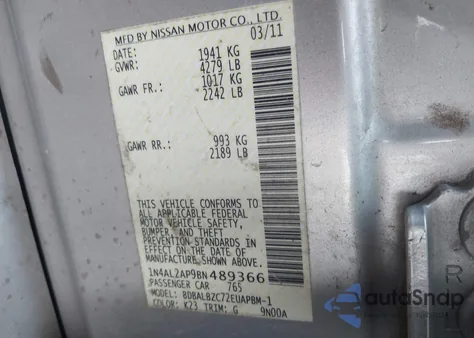 MFD BY NISSAN MOTOR CO., LTD.
DATE: 03/11
GVWR: 1941 KG
4279 LB
GAWR FR.: 1017 KG
2242 LB
GAWR RR.: 993 KG
2189 LB
THIS VEHICLE CONFORMS TO
ALL APPLICABLE FEDERAL
MOTOR VEHICLE SAFETY,
BUMPER, AND THEFT
PREVENTION STANDARDS IN
EFFECT ON THE DATE OF
MANUFACTURE SHOWN ABOVE.
1N4AL2AP9BN489366
PASSENGER CAR 765
MODEL: BDBALBZC72EUAPBM-1
COLOR: K23 TRIM: G 9N00A
autoSnap